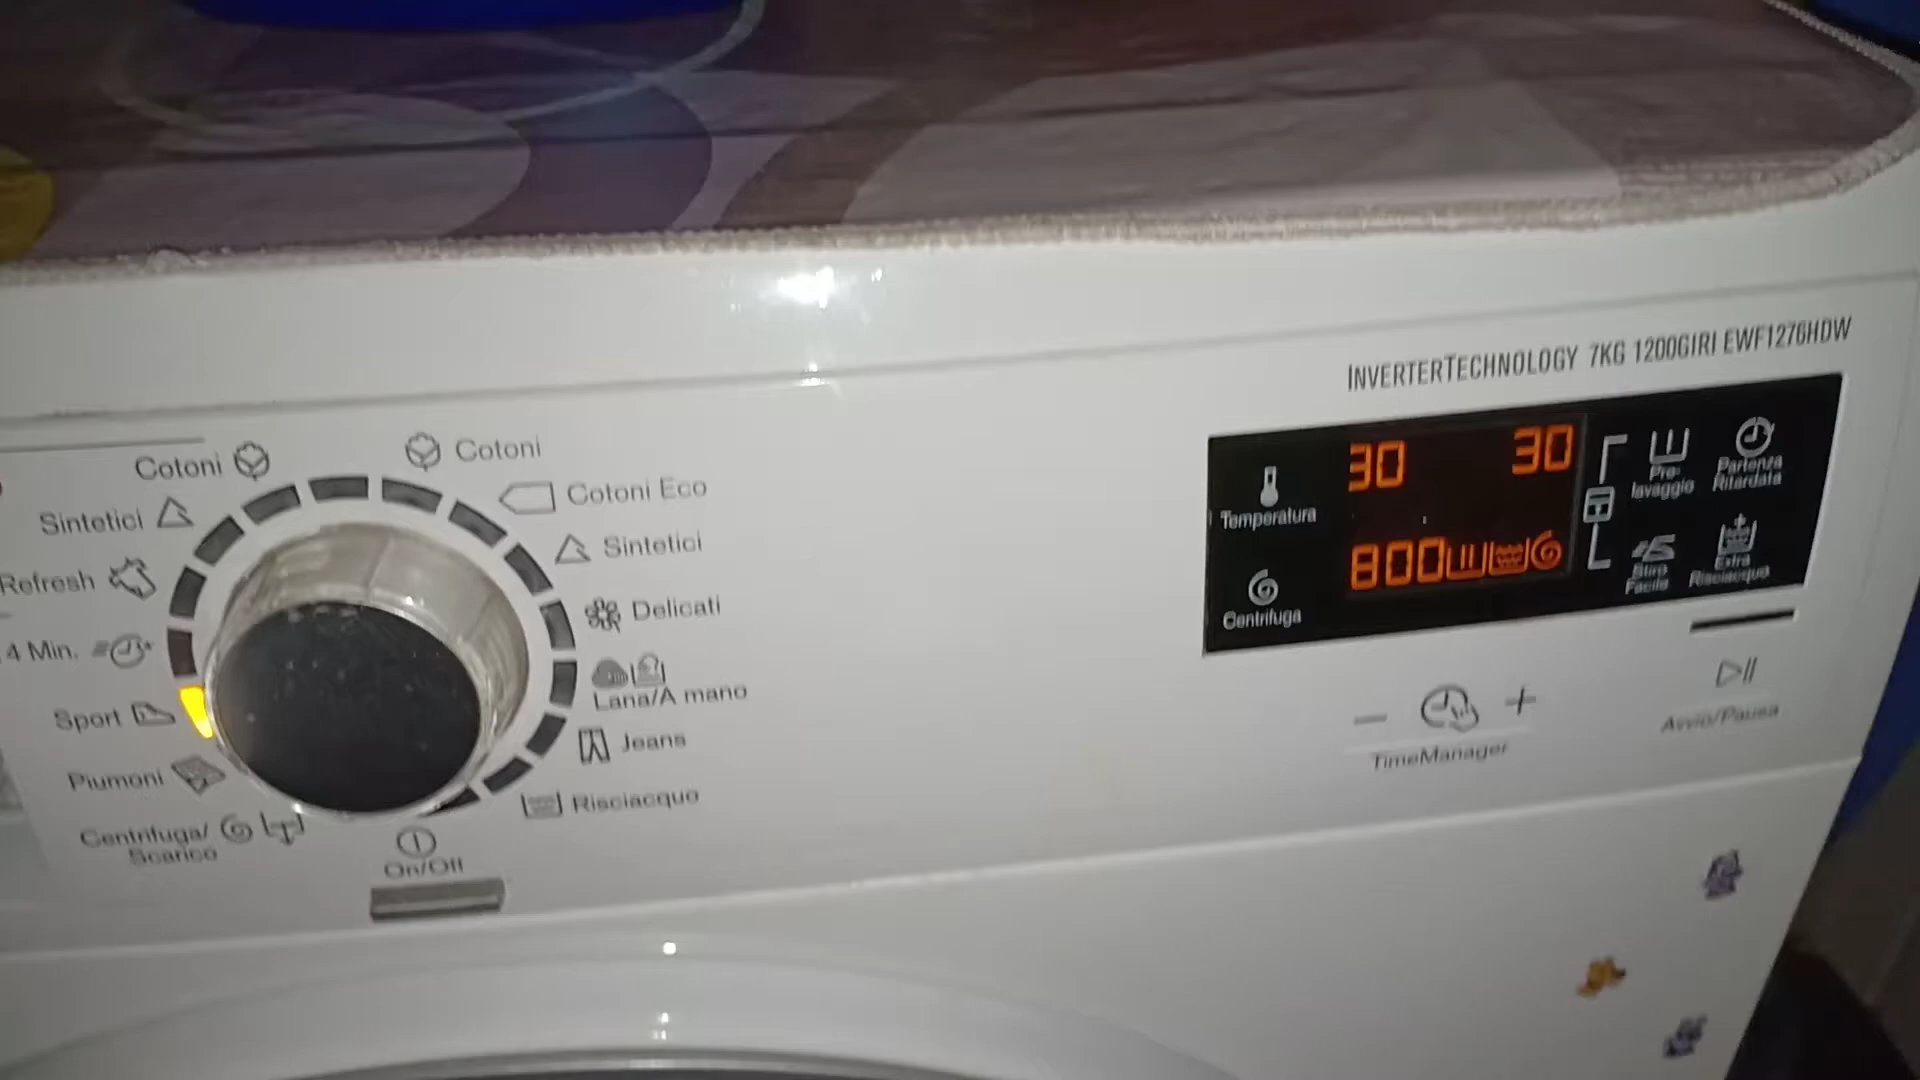 INVERTERTECHNOLOGY 7KG 1200GIRI EWF1276HDW
Cotoni
Sintetici
Refresh
4 Min.
Sport
Piumoni
Centrifuga/
Scarico
Cotoni
Cotoni Eco
Sintetici
Delicati
Lana/A mano
Jeans
Risciacquo
On/Off
Temperatura
30 30
Centrifuga
800
Pre-
lavaggio
Partenza
Ritardata
Stiro
Facile
Extra
Risciacquo
- +
TimeManager
Avvio/Pausa